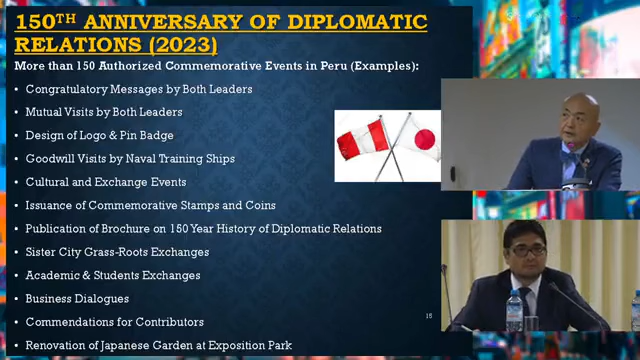 150TH ANNIVERSARY OF DIPLOMATIC
RELATIONS (2023)
More than 150 Authorized Commemorative Events in Peru (Examples):
• Congratulatory Messages by Both Leaders
• Mutual Visits by Both Leaders
• Design of Logo & Pin Badge
• Goodwill Visits by Naval Training Ships
• Cultural and Exchange Events
• Issuance of Commemorative Stamps and Coins
• Publication of Brochure on 150 Year History of Diplomatic Relations
• Sister City Grass-Roots Exchanges
• Academic & Students Exchanges
• Business Dialogues
• Commendations for Contributors
• Renovation of Japanese Garden at Exposition Park
15